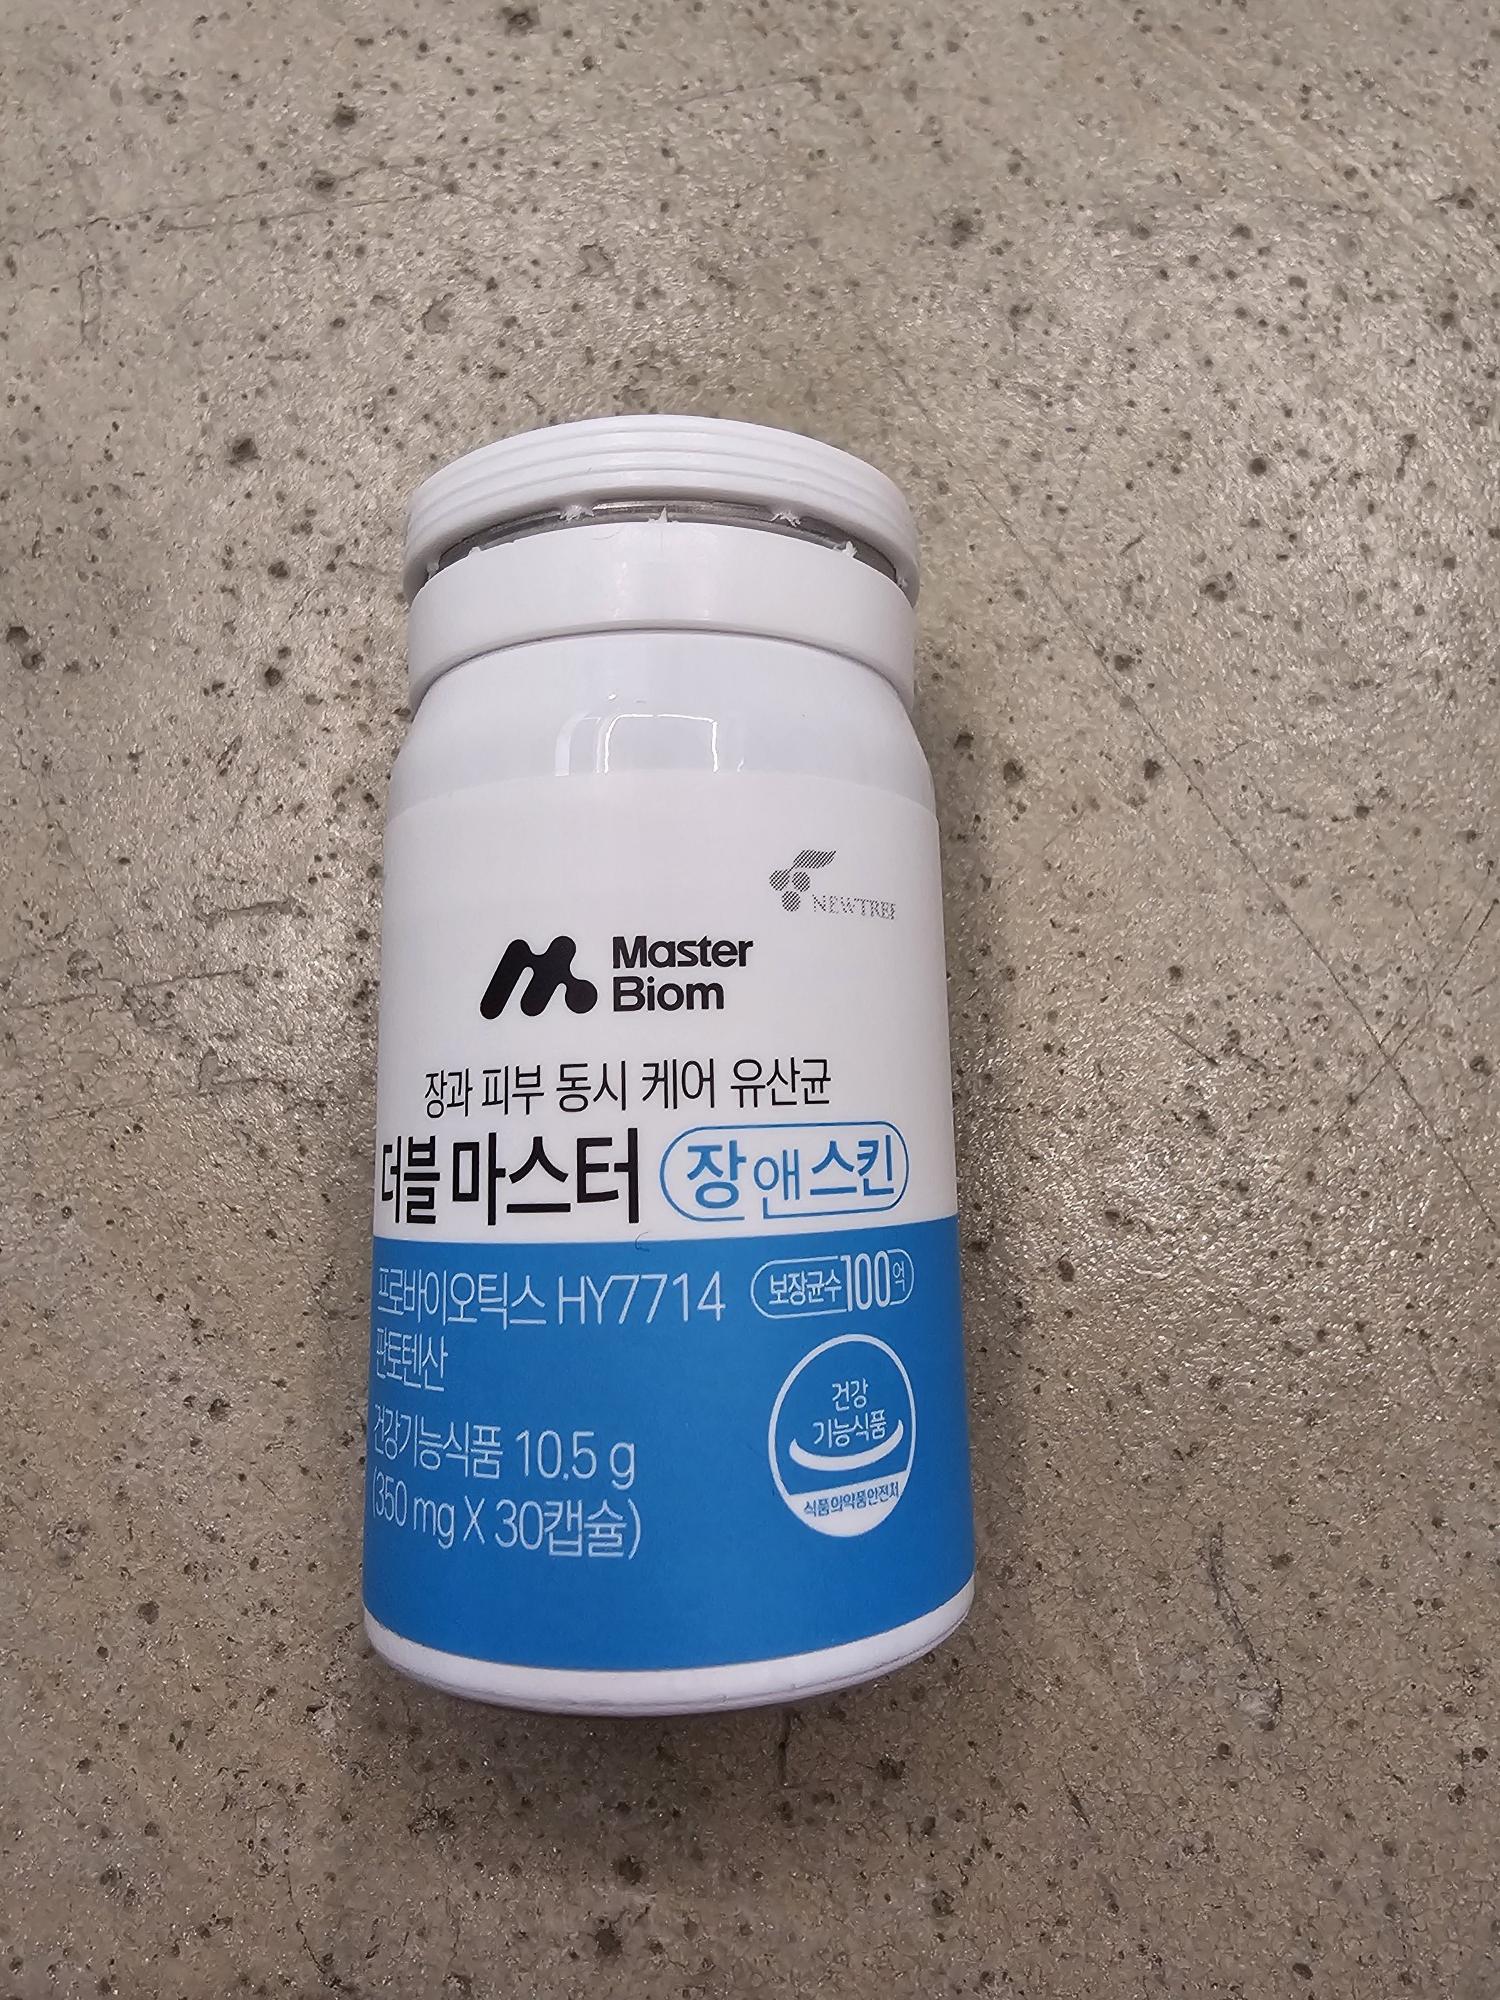 NEWTREE
Master
Biom
장과 피부 동시 케어 유산균
더블 마스터 장앤스킨
프로바이오틱스 HY7714 보장균수 100억
판토텐산
건강기능식품 10.5 g
(350 mg X 30캡슐)
건강
기능식품
식품의약품안전처